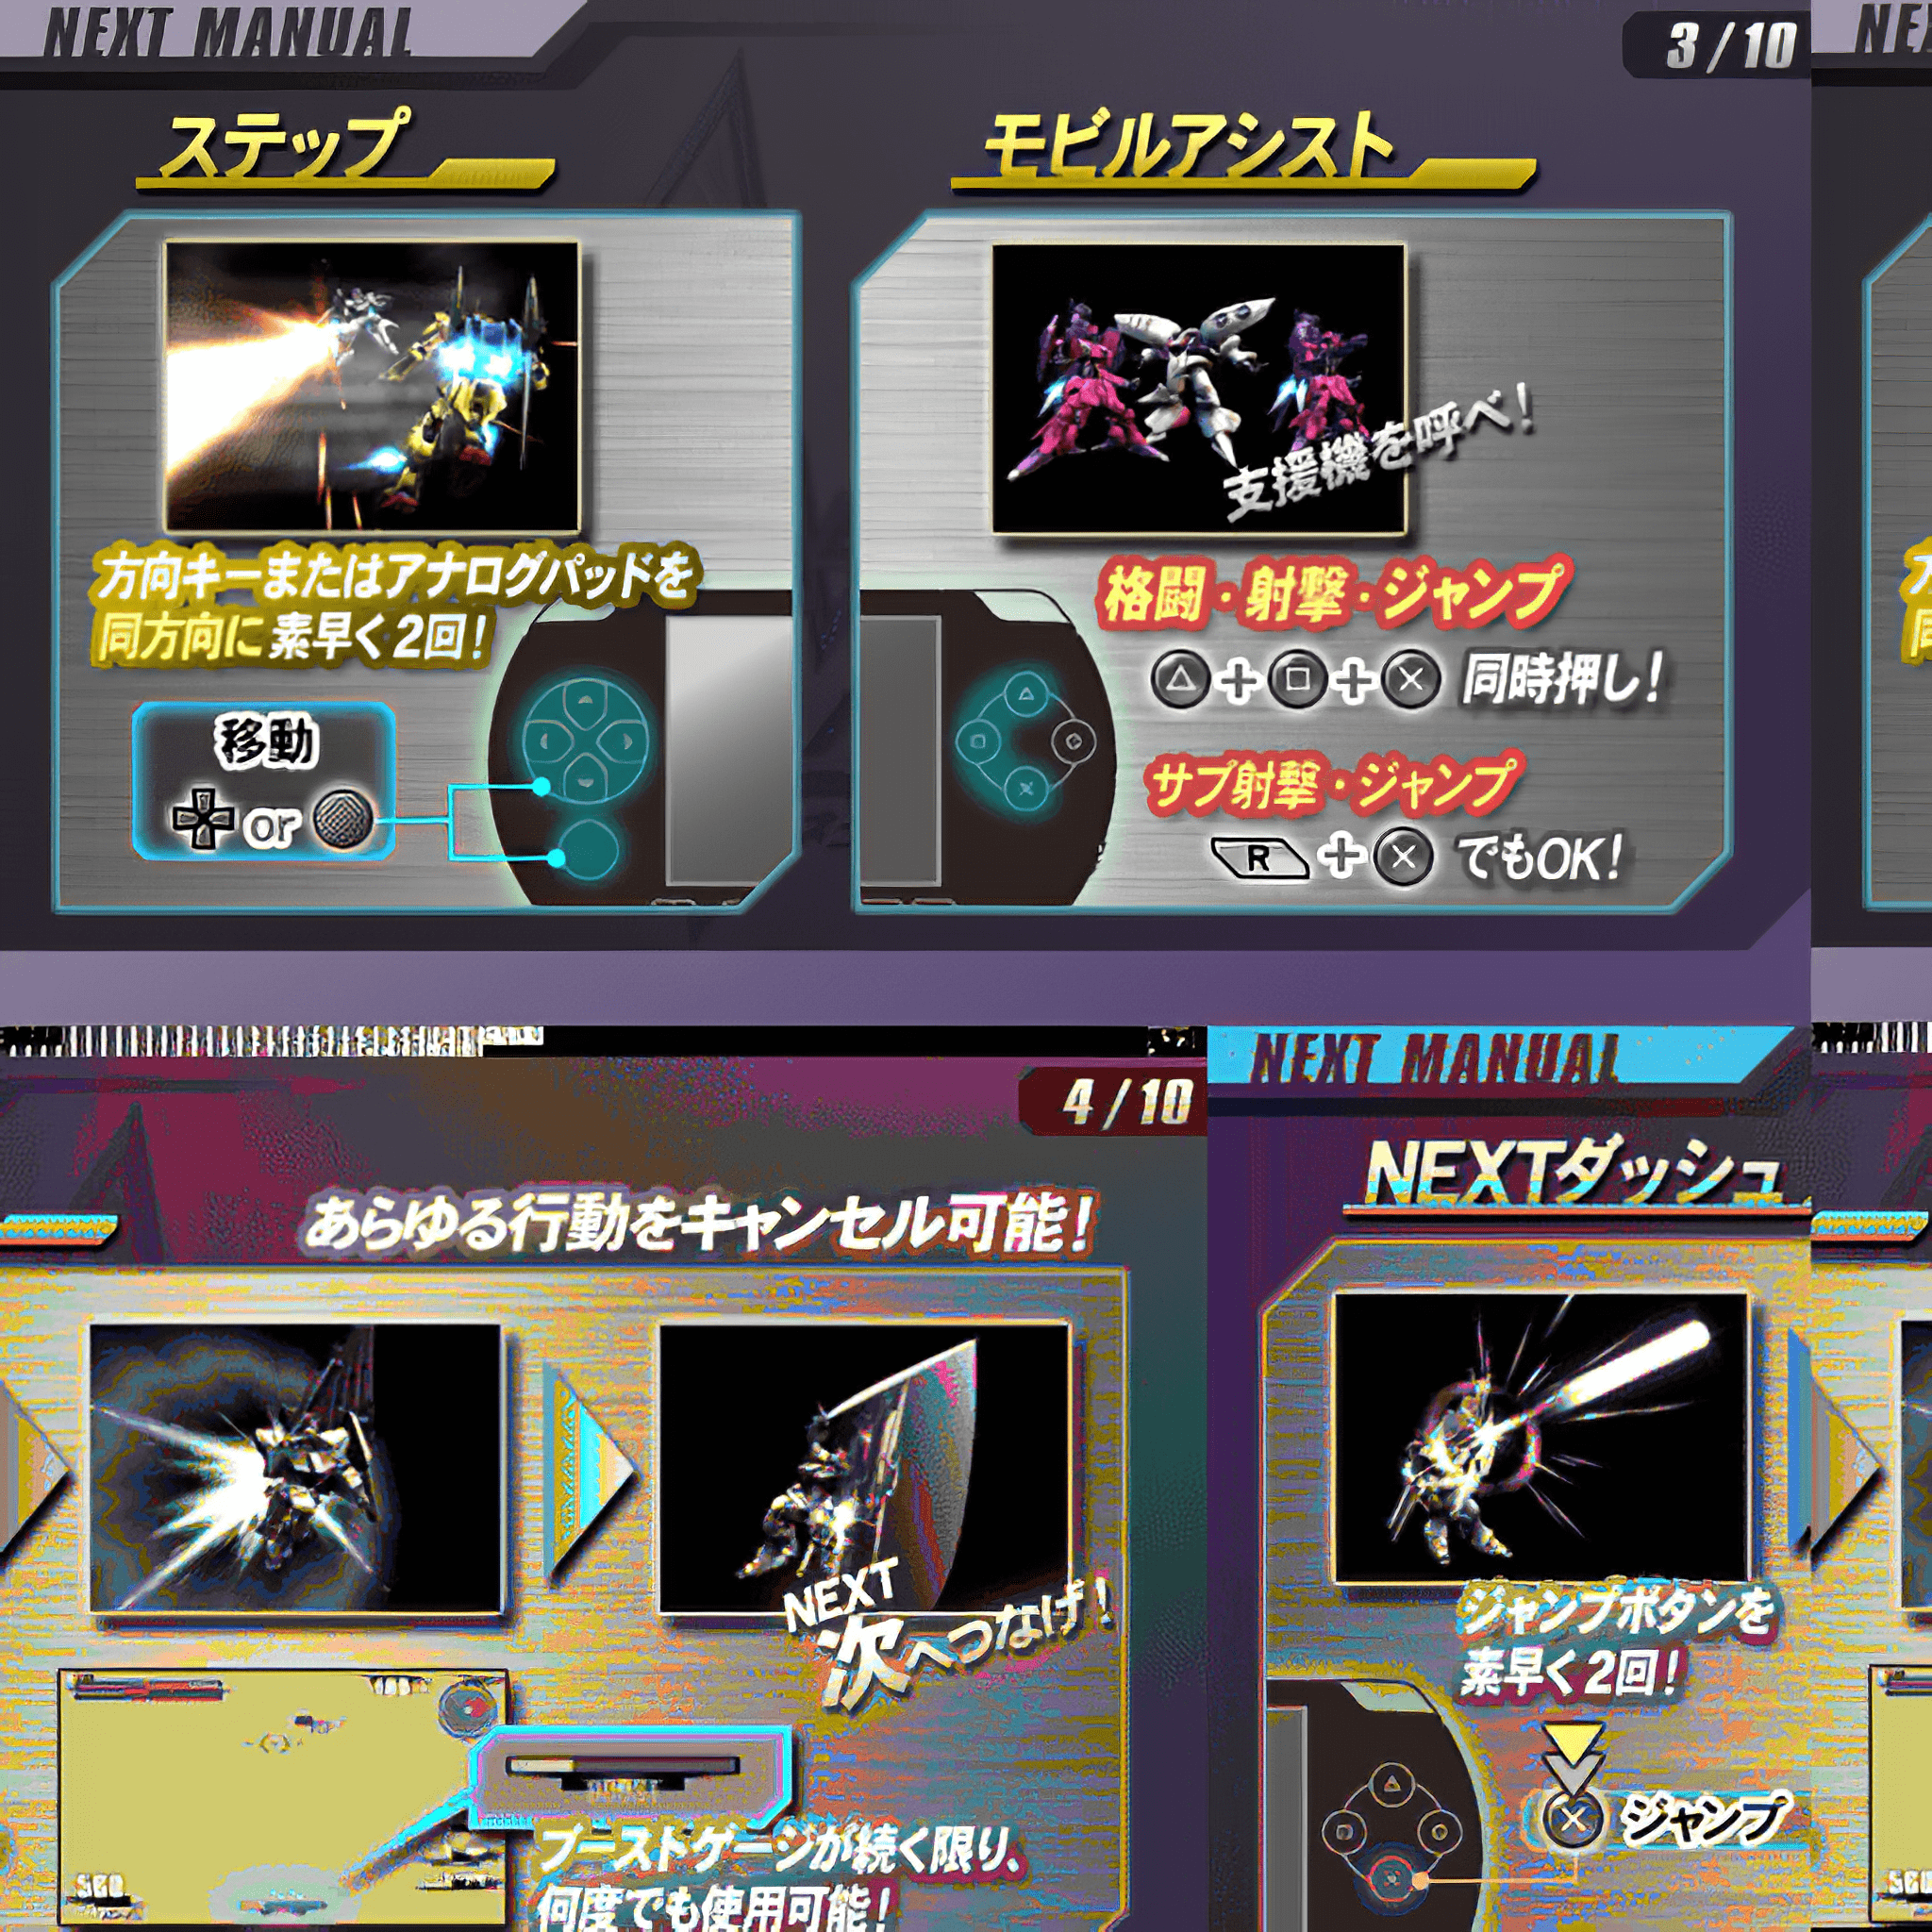 NEXT MANUAL
3/10
ステップ
方向キーまたはアナログパッドを
同方向に素早く2回!
移動
or
モビルアシスト
支援機を呼べ!
格闘・射撃・ジャンプ
△+□+× 同時押し!
サブ射撃・ジャンプ
R+× でもOK!
4/10
あらゆる行動をキャンセル可能!
NEXT
次へつなげ!
ブーストゲージが続く限り、
何度でも使用可能!
NEXT MANUAL
NEXTダッシュ
ジャンプボタンを
素早く2回!
× ジャンプ